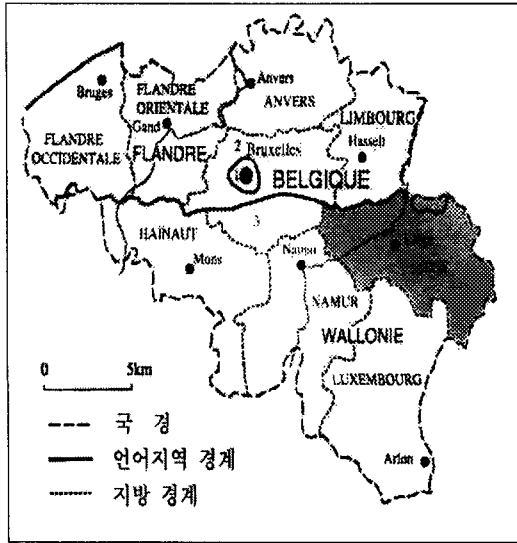 Anvers
Bruges
FLANDRE
ORIENTALE
ANVERS
LIMBOURG
Gand
Hasselt
FLANDRE
OCCIDENTALE
FLANDRE
2 Bruxelles
BELGIQUE
HAINAUT
3
Namur
Mons
NAMUR
WALLONIE
LUXEMBOURG
0 5km
Arlon
국 경
언어지역 경계
지방 경계